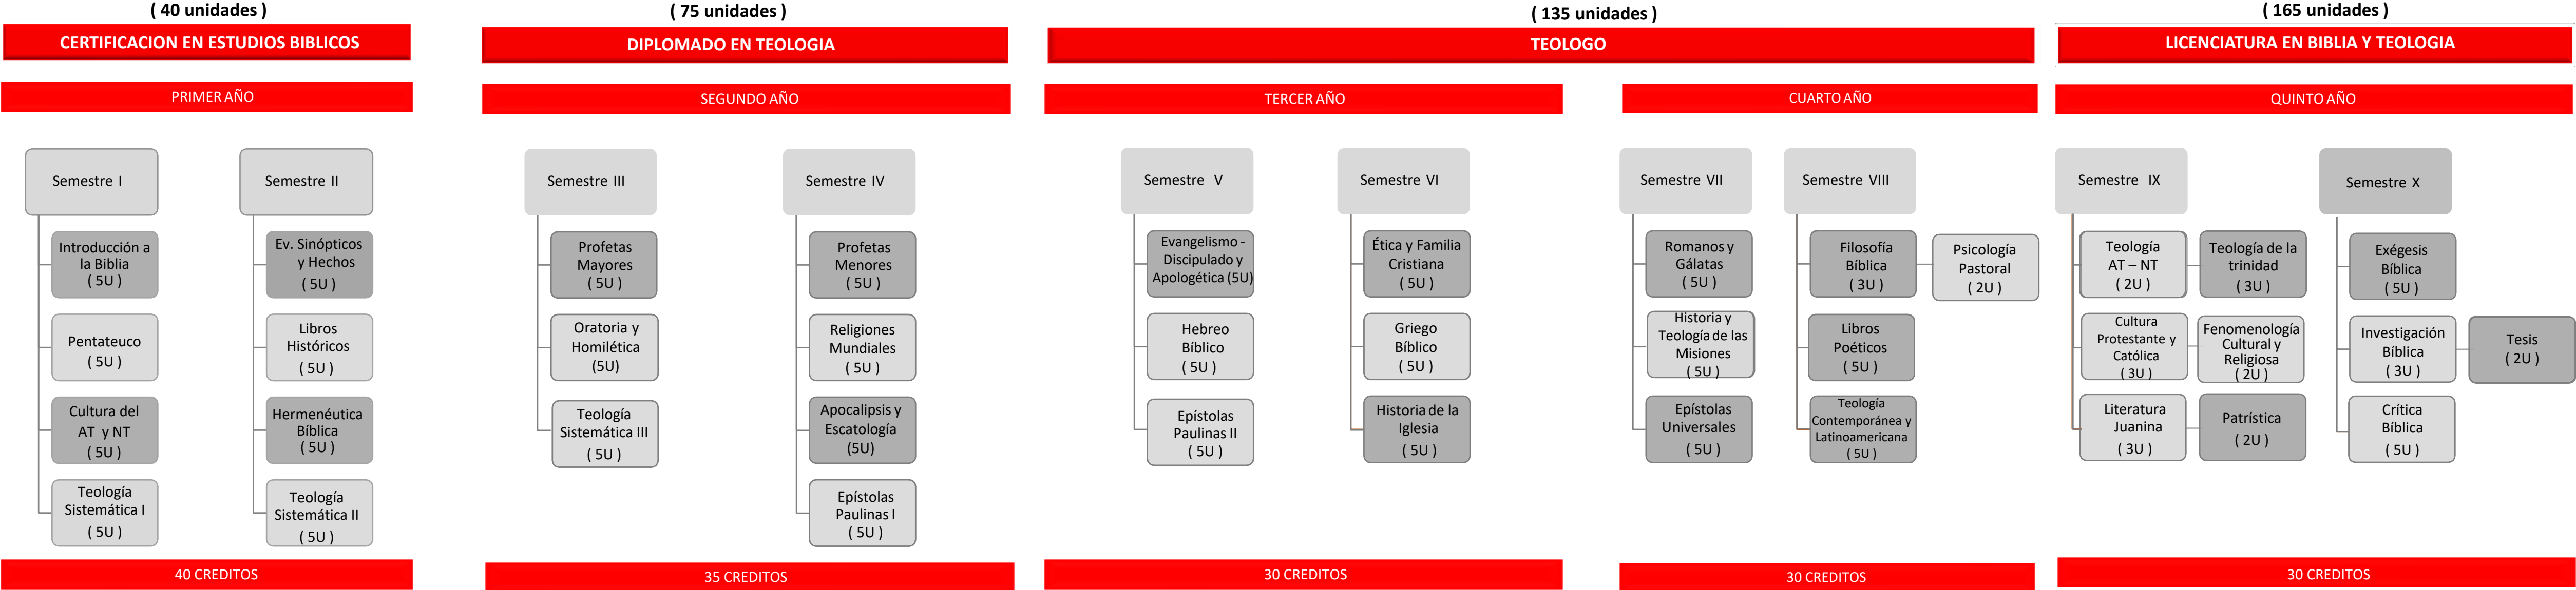 ( 40 unidades )
CERTIFICACION EN ESTUDIOS BIBLICOS
PRIMER AÑO
Semestre I
Introducción a
la Biblia
( 5U )
Pentateuco
( 5U )
Cultura del
AT y NT
( 5U )
Teología
Sistemática I
( 5U )
Semestre II
Ev. Sinópticos
y Hechos
( 5U )
Libros
Históricos
( 5U )
Hermenéutica
Bíblica
( 5U )
Teología
Sistemática II
( 5U )
40 CREDITOS
( 75 unidades )
DIPLOMADO EN TEOLOGIA
SEGUNDO AÑO
Semestre III
Profetas
Mayores
( 5U )
Oratoria y
Homilética
(5U)
Teología
Sistemática III
( 5U )
Semestre IV
Profetas
Menores
( 5U )
Religiones
Mundiales
( 5U )
Apocalipsis y
Escatología
(5U)
Epístolas
Paulinas I
( 5U )
35 CREDITOS
( 135 unidades )
TEOLOGO
TERCER AÑO
Semestre V
Evangelismo -
Discipulado y
Apologética (5U)
Hebreo
Bíblico
( 5U )
Epístolas
Paulinas II
( 5U )
Semestre VI
Ética y Familia
Cristiana
( 5U )
Griego
Bíblico
( 5U )
Historia de la
Iglesia
( 5U )
30 CREDITOS
CUARTO AÑO
Semestre VII
Romanos y
Gálatas
( 5U )
Historia y
Teología de las
Misiones
( 5U )
Epístolas
Universales
( 5U )
Semestre VIII
Filosofía
Bíblica
( 3U )
Psicología
Pastoral
( 2U )
Libros
Poéticos
( 5U )
Teología
Contemporánea y
Latinoamericana
( 5U )
30 CREDITOS
( 165 unidades )
LICENCIATURA EN BIBLIA Y TEOLOGIA
QUINTO AÑO
Semestre IX
Teología
AT – NT
( 2U )
Teología de la
trinidad
( 3U )
Cultura
Protestante y
Católica
( 3U )
Fenomenología
Cultural y
Religiosa
( 2U )
Literatura
Juanina
( 3U )
Patrística
( 2U )
Semestre X
Exégesis
Bíblica
( 5U )
Investigación
Bíblica
( 3U )
Tesis
( 2U )
Crítica
Bíblica
( 5U )
30 CREDITOS